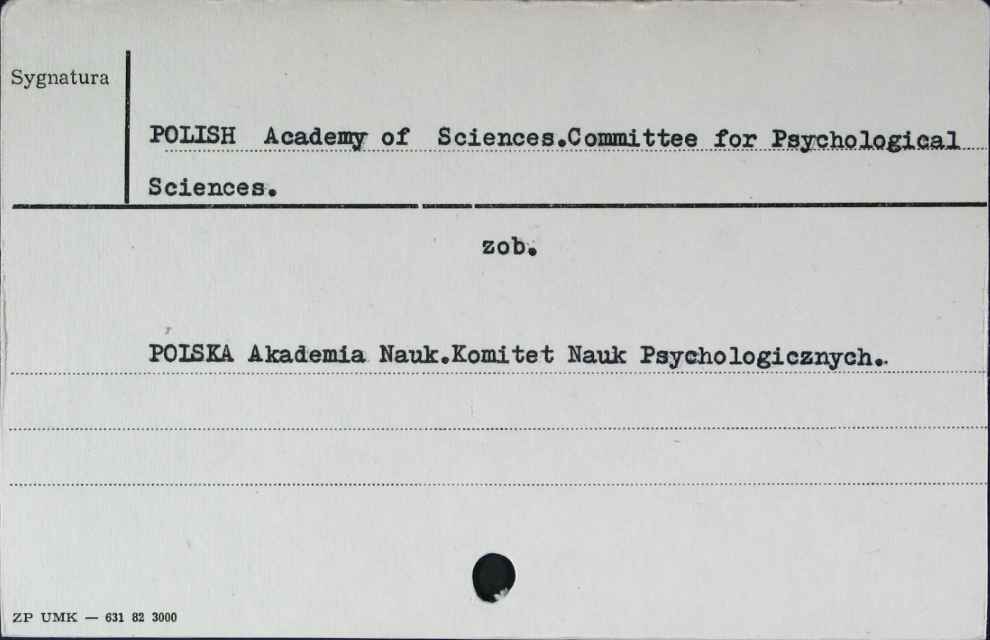 Sygnatura
POLISH Academy of Sciences.Committee for Psychological
Sciences.
zob.
POLSKA Akademia Nauk.Komitet Nauk Psychologicznych.
ZP UMK — 631 82 3000